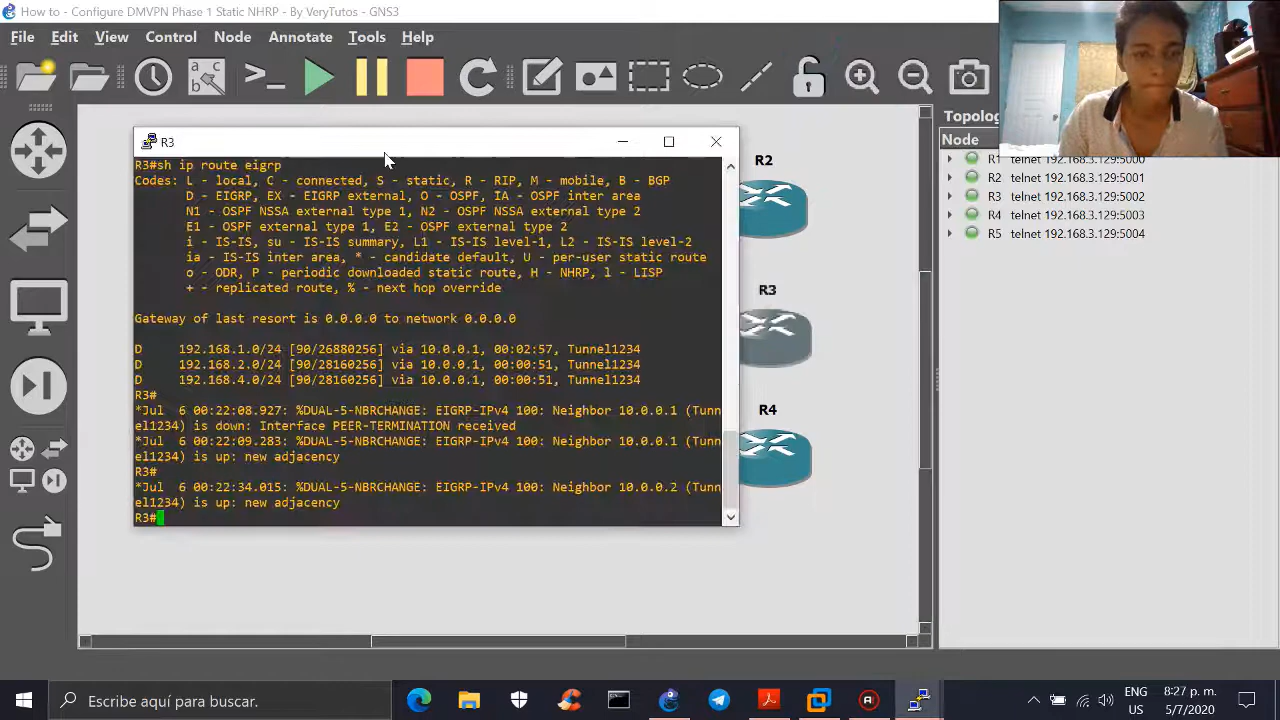 How to - Configure DMVPN Phase 1 Static NHRP - By VeryTutos - GNS3
File Edit View Control Node Annotate Tools Help
a c
b
R3
R3#sh ip route eigrp
Codes: L - local, C - connected, S - static, R - RIP, M - mobile, B - BGP
D - EIGRP, EX - EIGRP external, O - OSPF, IA - OSPF inter area
N1 - OSPF NSSA external type 1, N2 - OSPF NSSA external type 2
E1 - OSPF external type 1, E2 - OSPF external type 2
i - IS-IS, su - IS-IS summary, L1 - IS-IS level-1, L2 - IS-IS level-2
ia - IS-IS inter area, * - candidate default, U - per-user static route
o - ODR, P - periodic downloaded static route, H - NHRP, l - LISP
+ - replicated route, % - next hop override
Gateway of last resort is 0.0.0.0 to network 0.0.0.0
D 192.168.1.0/24 [90/26880256] via 10.0.0.1, 00:02:57, Tunnel1234
D 192.168.2.0/24 [90/28160256] via 10.0.0.1, 00:00:51, Tunnel1234
D 192.168.4.0/24 [90/28160256] via 10.0.0.1, 00:00:51, Tunnel1234
R3#
*Jul 6 00:22:08.927: %DUAL-5-NBRCHANGE: EIGRP-IPv4 100: Neighbor 10.0.0.1 (Tunn
el1234) is down: Interface PEER-TERMINATION received
*Jul 6 00:22:09.283: %DUAL-5-NBRCHANGE: EIGRP-IPv4 100: Neighbor 10.0.0.1 (Tunn
el1234) is up: new adjacency
R3#
*Jul 6 00:22:34.015: %DUAL-5-NBRCHANGE: EIGRP-IPv4 100: Neighbor 10.0.0.2 (Tunn
el1234) is up: new adjacency
R3#
R2
R3
R4
Node
R1 telnet 192.168.3.129:5000
R2 telnet 192.168.3.129:5001
R3 telnet 192.168.3.129:5002
R4 telnet 192.168.3.129:5003
R5 telnet 192.168.3.129:5004
Escribe aquí para buscar.
ENG
US
8:27 p. m.
5/7/2020